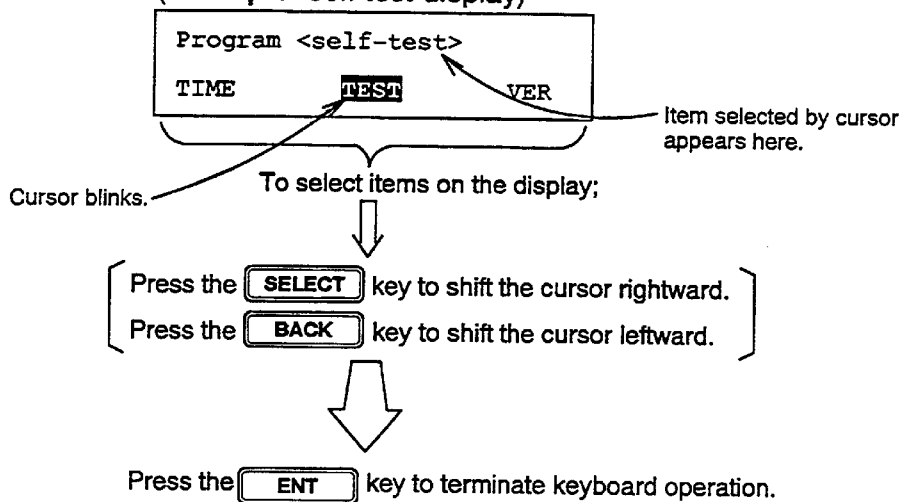 Program <self-test>
TIME TEST VER
Item selected by cursor
appears here.
Cursor blinks.
To select items on the display;
Press the SELECT key to shift the cursor rightward.
Press the BACK key to shift the cursor leftward.
Press the ENT key to terminate keyboard operation.